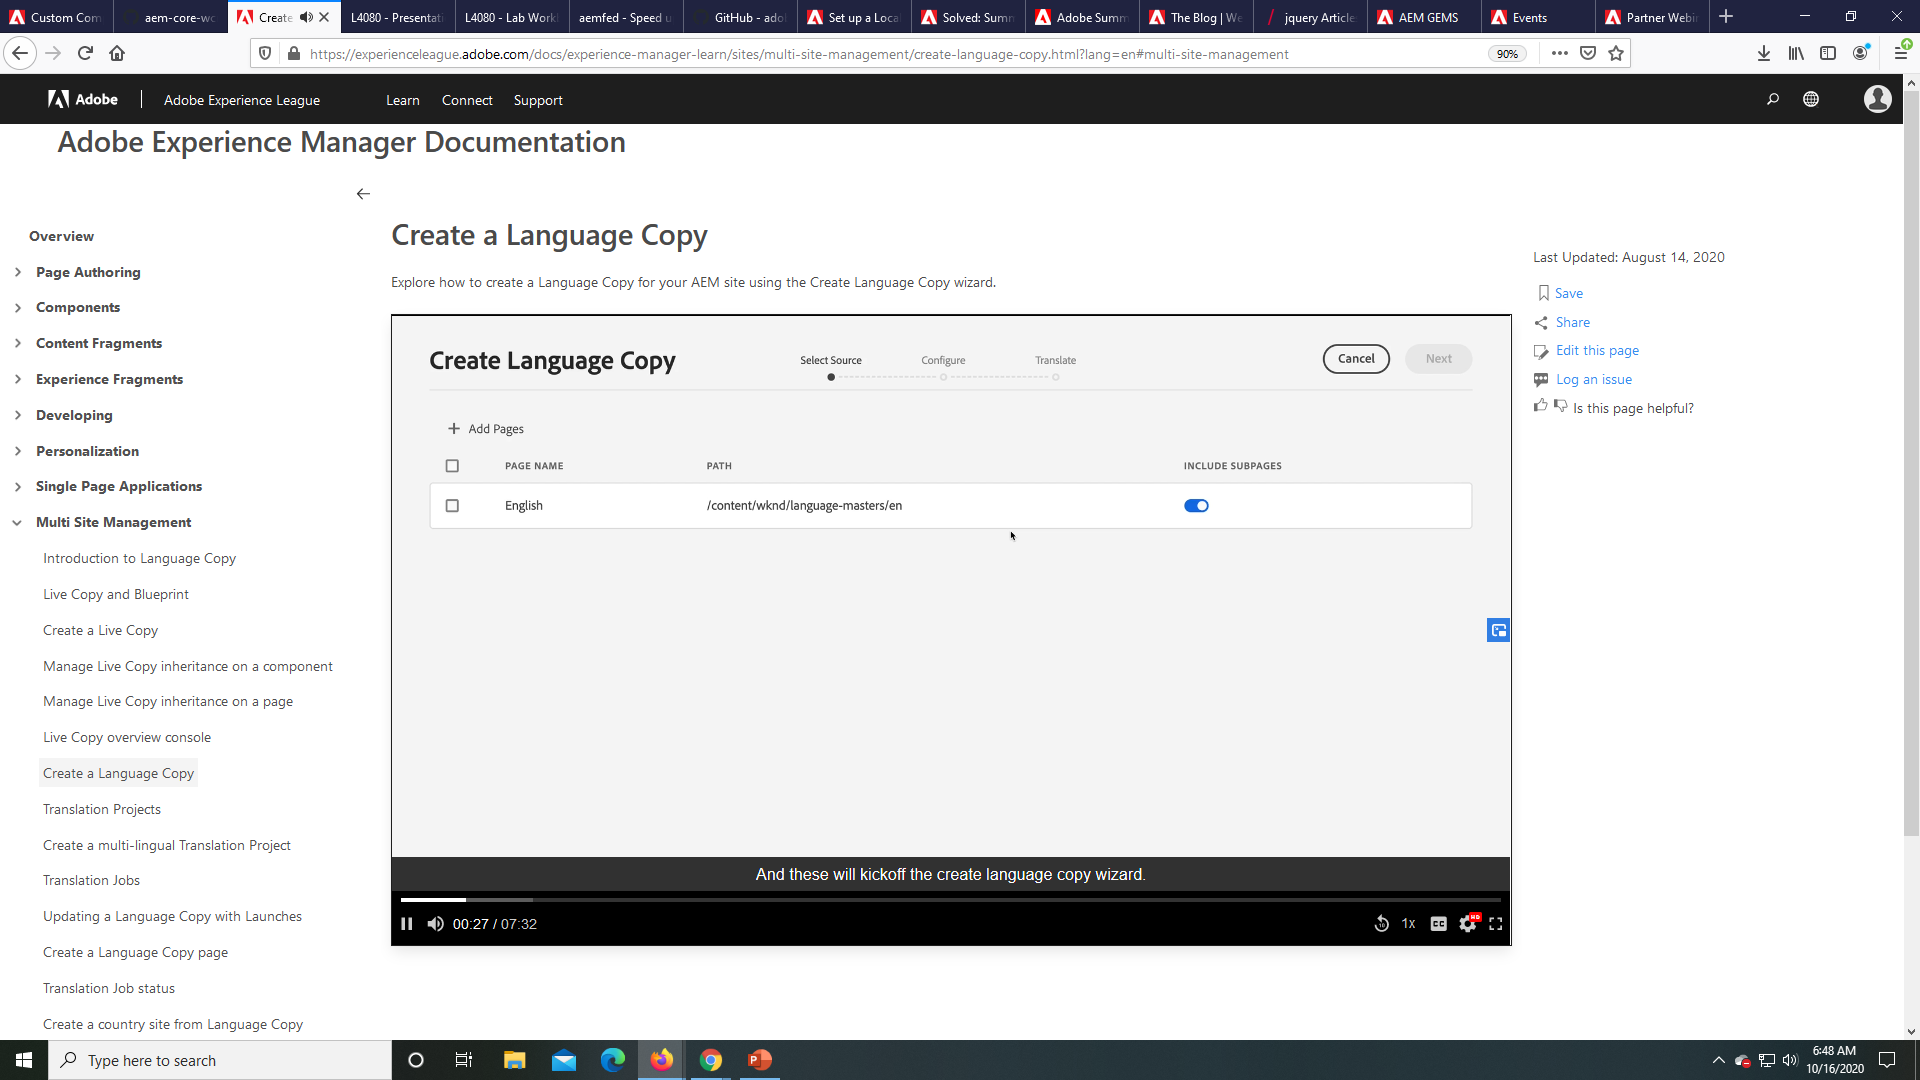 Custom Com
aem-core-wc
Create
L4080 - Presentati
L4080 - Lab Work
aemfed - Speed u
GitHub - ado
Set up a Loca
Solved: Summ
Adobe Summ
The Blog | We
jquery Article
AEM GEMS
Events
Partner Webir
https://experienceleague.adobe.com/docs/experience-manager-learn/sites/multi-site-management/create-language-copy.html?lang=en#multi-site-management
90%
Adobe
Adobe Experience League
Learn
Connect
Support
Adobe Experience Manager Documentation
Overview
Page Authoring
Components
Content Fragments
Experience Fragments
Developing
Personalization
Single Page Applications
Multi Site Management
Introduction to Language Copy
Live Copy and Blueprint
Create a Live Copy
Manage Live Copy inheritance on a component
Manage Live Copy inheritance on a page
Live Copy overview console
Create a Language Copy
Translation Projects
Create a multi-lingual Translation Project
Translation Jobs
Updating a Language Copy with Launches
Create a Language Copy page
Translation Job status
Create a country site from Language Copy
Create a Language Copy
Explore how to create a Language Copy for your AEM site using the Create Language Copy wizard.
Create Language Copy
Select Source
Configure
Translate
Cancel
Next
Add Pages
PAGE NAME
PATH
INCLUDE SUBPAGES
English
/content/wknd/language-masters/en
And these will kickoff the create language copy wizard.
00:27 / 07:32
10
1x
CC
HD
Last Updated: August 14, 2020
Save
Share
Edit this page
Log an issue
Is this page helpful?
Type here to search
6:48 AM
10/16/2020